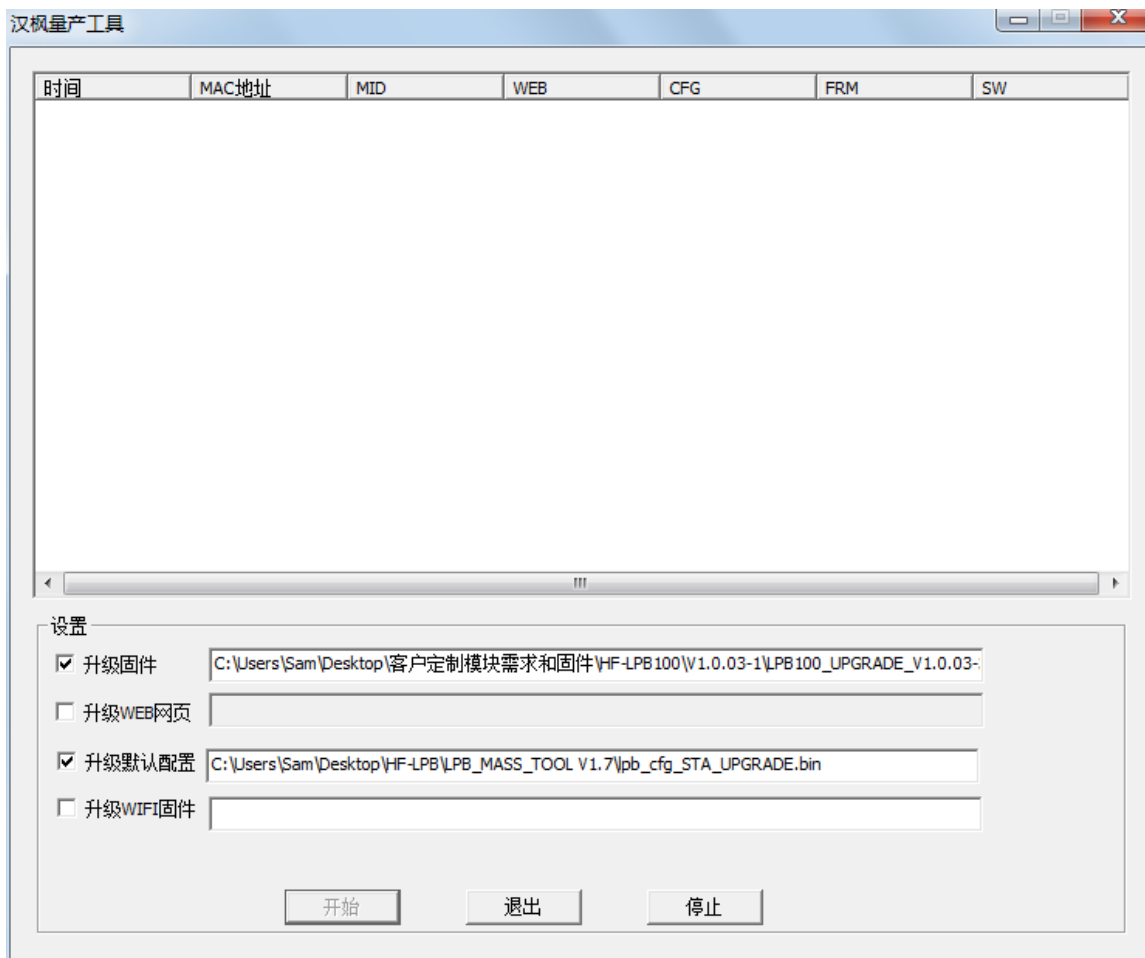 汉枫量产工具
时间 MAC地址 MID WEB CFG FRM SW
设置
升级固件 C:\Users\Sam\Desktop\客户定制模块需求和固件\HF-LPB100\V1.0.03-1\LPB100_UPGRADE_V1.0.03-
升级WEB网页
升级默认配置 C:\Users\Sam\Desktop\HF-LPB\LPB_MASS_TOOL V1.7\lpb_cfg_STA_UPGRADE.bin
升级WIFI固件
开始 退出 停止